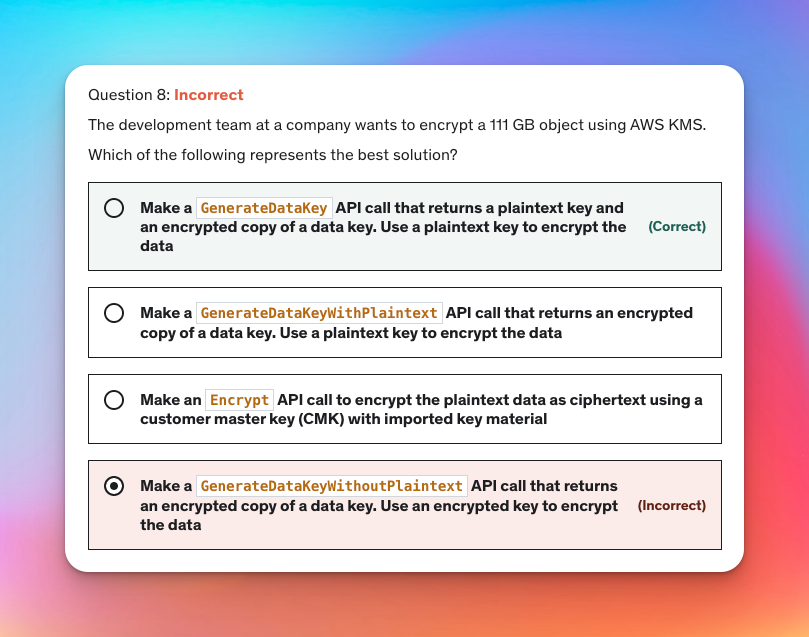 Question 8: Incorrect
The development team at a company wants to encrypt a 111 GB object using AWS KMS.
Which of the following represents the best solution?
Make a GenerateDataKey API call that returns a plaintext key and
an encrypted copy of a data key. Use a plaintext key to encrypt the
data
(Correct)
Make a GenerateDataKeyWithPlaintext API call that returns an encrypted
copy of a data key. Use a plaintext key to encrypt the data
Make an Encrypt API call to encrypt the plaintext data as ciphertext using a
customer master key (CMK) with imported key material
Make a GenerateDataKeyWithoutPlaintext API call that returns
an encrypted copy of a data key. Use an encrypted key to encrypt
the data
(Incorrect)